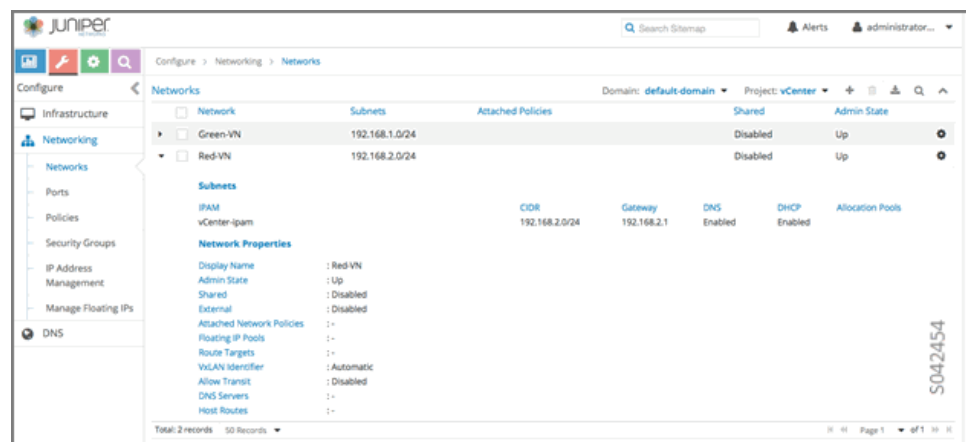 JUNIPEr
NETWORKS
Search Sitemap
Alerts
administrator...
Configure > Networking > Networks
Configure
Infrastructure
Networking
Networks
Ports
Policies
Security Groups
IP Address
Management
Manage Floating IPs
DNS
Networks Domain: default-domain Project: vCenter
Network Subnets Attached Policies Shared Admin State
Green-VN 192.168.1.0/24 Disabled Up
Red-VN 192.168.2.0/24 Disabled Up
Subnets
IPAM CIDR Gateway DNS DHCP Allocation Pools
vCenter-ipam 192.168.2.0/24 192.168.2.1 Enabled Enabled
Network Properties
Display Name : Red-VN
Admin State : Up
Shared : Disabled
External : Disabled
Attached Network Policies : -
Floating IP Pools : -
Route Targets : -
VxLAN Identifier : Automatic
Allow Transit : Disabled
DNS Servers : -
Host Routes : -
Total: 2 records 50 Records Page 1 of 1
S042454